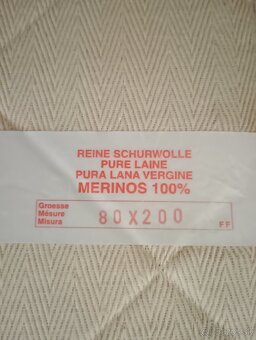 REINE SCHURWOLLE
PURE LAINE
PURA LANA VERGINE
MERINOS 100%
Groesse
Mésure
Misura
80X200
FF